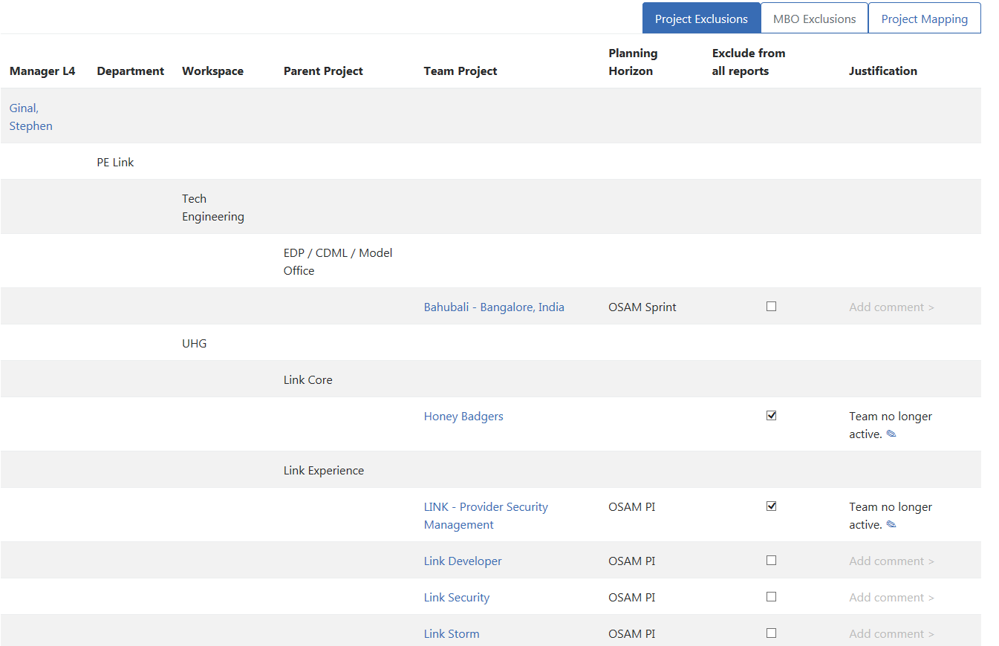 Project Exclusions MBO Exclusions Project Mapping
Manager L4 Department Workspace Parent Project Team Project Planning Horizon Exclude from all reports Justification
Ginal,
Stephen
PE Link
Tech
Engineering
EDP / CDML / Model
Office
Bahubali - Bangalore, India OSAM Sprint Add comment >
UHG
Link Core
Honey Badgers Team no longer
active.
Link Experience
LINK - Provider Security OSAM PI Team no longer
Management active.
Link Developer OSAM PI Add comment >
Link Security OSAM PI Add comment >
Link Storm OSAM PI Add comment >